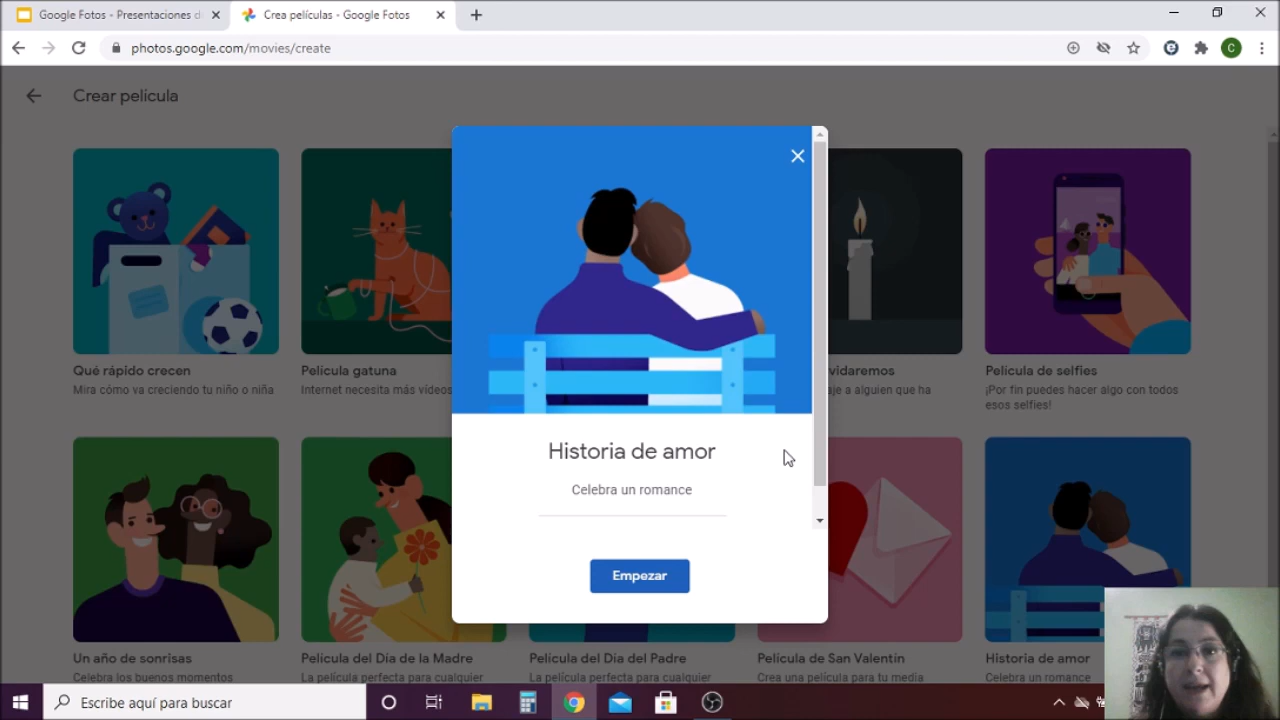 Google Fotos - Presentaciones d
Crea películas - Google Fotos
photos.google.com/movies/create
C
Crear película
Qué rápido crecen
Mira cómo va creciendo tu niño o niña
Película gatuna
Internet necesita más vídeos
vidaremos
aje a alguien que ha
Película de selfies
¡Por fin puedes hacer algo con todos
esos selfies!
Historia de amor
Celebra un romance
Empezar
Un año de sonrisas
Celebra los buenos momentos
Película del Día de la Madre
La película perfecta para cualquier
Película del Día del Padre
La película perfecta para cualquier
Película de San Valentín
Crea una película para tu media
Historia de amor
Celebra un romance
Escribe aquí para buscar